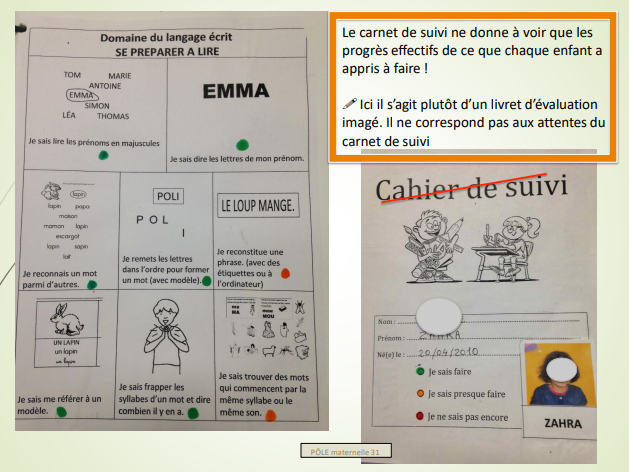 Domaine du langage écrit
SE PREPARER A LIRE
TOM MARIE
ANTOINE
EMMA
SIMON
LÉA THOMAS
Je sais lire les prénoms en majuscules
EMMA
Je sais dire les lettres de mon prénom.
lapin
lapin papa
maison
maman lapin
escargot
lapin sapin
lait
Je reconnais un mot
parmi d'autres.
POLI
P O L
I
Je remets les lettres
dans l'ordre pour former
un mot (avec modèle).
LE LOUP MANGE.
Je reconstitue une
phrase. (avec des
étiquettes ou à
l'ordinateur)
UN LAPIN
un lapin
un lapin
Je sais me référer à un
modèle.
Je sais frapper les
syllabes d'un mot et dire
combien il y en a.
Je sais trouver des mots
qui commencent par la
même syllabe ou le
même son.
Le carnet de suivi ne donne à voir que les
progrès effectifs de ce que chaque enfant a
appris à faire !
Ici il s'agit plutôt d'un livret d'évaluation
imagé. Il ne correspond pas aux attentes du
carnet de suivi
Cahier de suivi
Nom :
Prénom : ZAHRA
Né(e) le : 20/04/2010
Je sais faire
Je sais presque faire
Je ne sais pas encore
ZAHRA
PÔLE maternelle 31